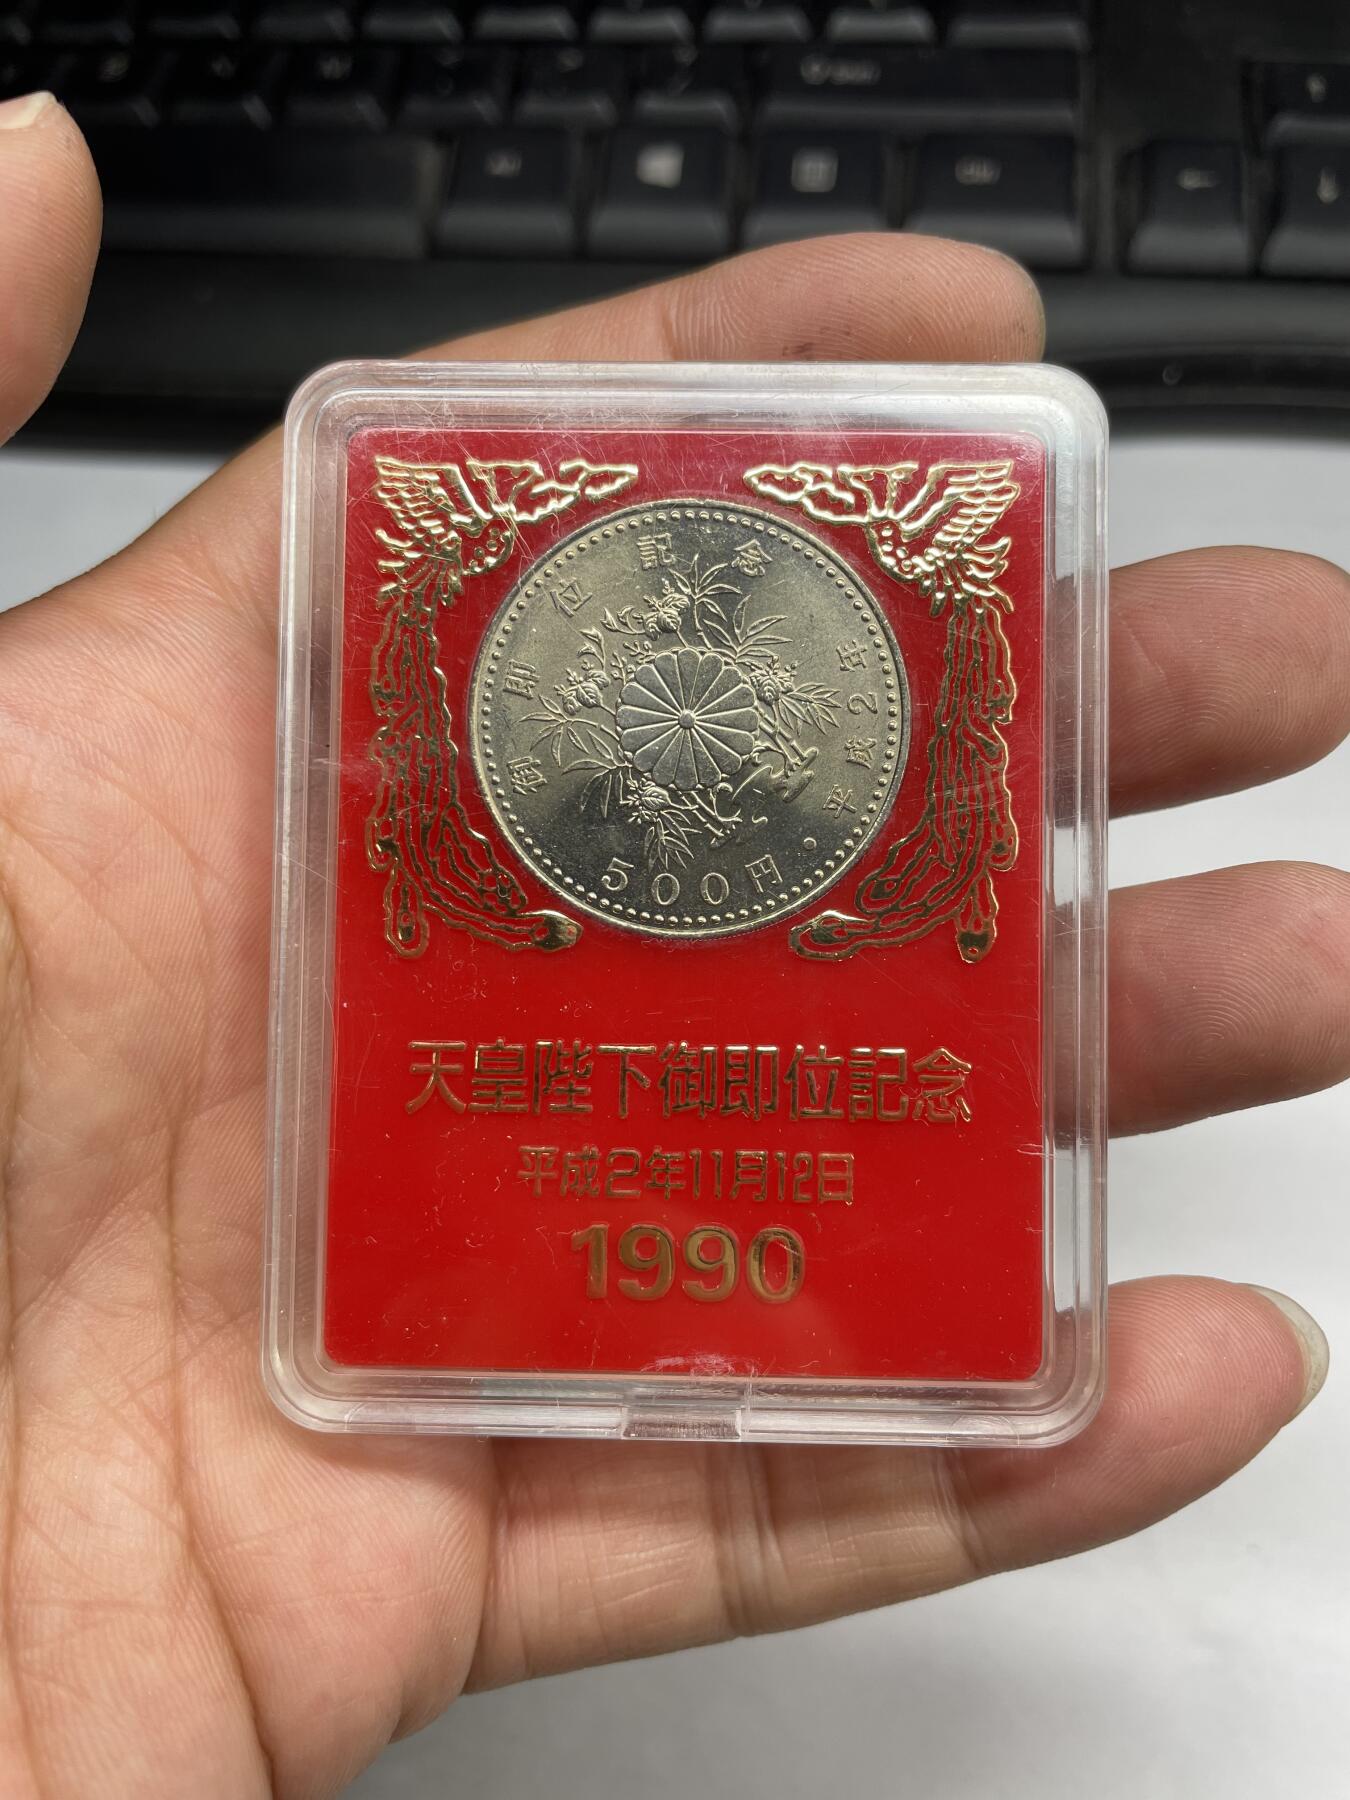 御即位記念
500円・平成2年
天皇陛下御即位記念
平成2年11月12日
1990